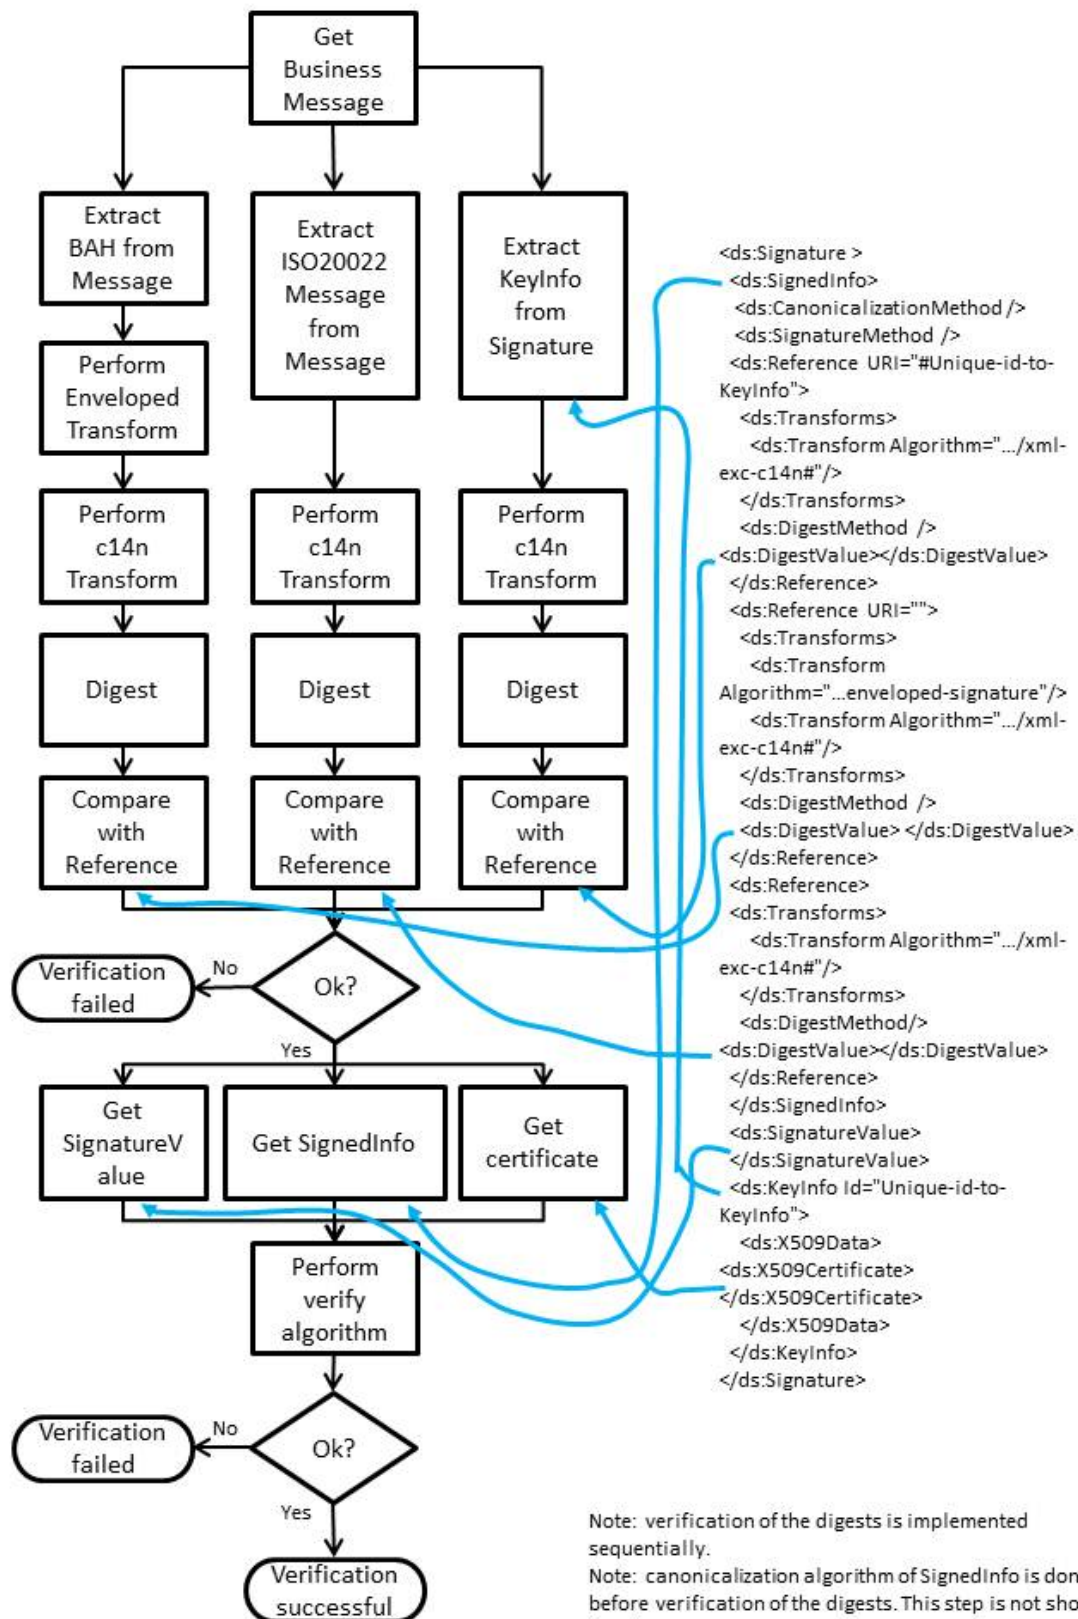 Get
Business
Message
Extract
BAH from
Message
Extract
ISO20022
Message
from
Message
Extract
KeyInfo
from
Signature
Perform
Enveloped
Transform
Perform
c14n
Transform
Perform
c14n
Transform
Perform
c14n
Transform
Digest
Digest
Digest
Compare
with
Reference
Compare
with
Reference
Compare
with
Reference
Ok?
No
Verification
failed
Yes
Get
SignatureV
alue
Get SignedInfo
Get
certificate
Perform
verify
algorithm
Ok?
No
Verification
failed
Yes
Verification
successful
<ds:Signature >
<ds:SignedInfo>
<ds:CanonicalizationMethod />
<ds:SignatureMethod />
<ds:Reference URI="#Unique-id-to-
KeyInfo">
<ds:Transforms>
<ds:Transform Algorithm=".../xml-
exc-c14n#"/>
</ds:Transforms>
<ds:DigestMethod />
<ds:DigestValue></ds:DigestValue>
</ds:Reference>
<ds:Reference URI="">
<ds:Transforms>
<ds:Transform
Algorithm="...enveloped-signature"/>
<ds:Transform Algorithm=".../xml-
exc-c14n#"/>
</ds:Transforms>
<ds:DigestMethod />
<ds:DigestValue> </ds:DigestValue>
</ds:Reference>
<ds:Reference>
<ds:Transforms>
<ds:Transform Algorithm=".../xml-
exc-c14n#"/>
</ds:Transforms>
<ds:DigestMethod/>
<ds:DigestValue></ds:DigestValue>
</ds:Reference>
</ds:SignedInfo>
<ds:SignatureValue>
</ds:SignatureValue>
<ds:KeyInfo Id="Unique-id-to-
KeyInfo">
<ds:X509Data>
<ds:X509Certificate>
</ds:X509Certificate>
</ds:X509Data>
</ds:KeyInfo>
</ds:Signature>
Note: verification of the digests is implemented
sequentially.
Note: canonicalization algorithm of SignedInfo is don
before verification of the digests. This step is not sho